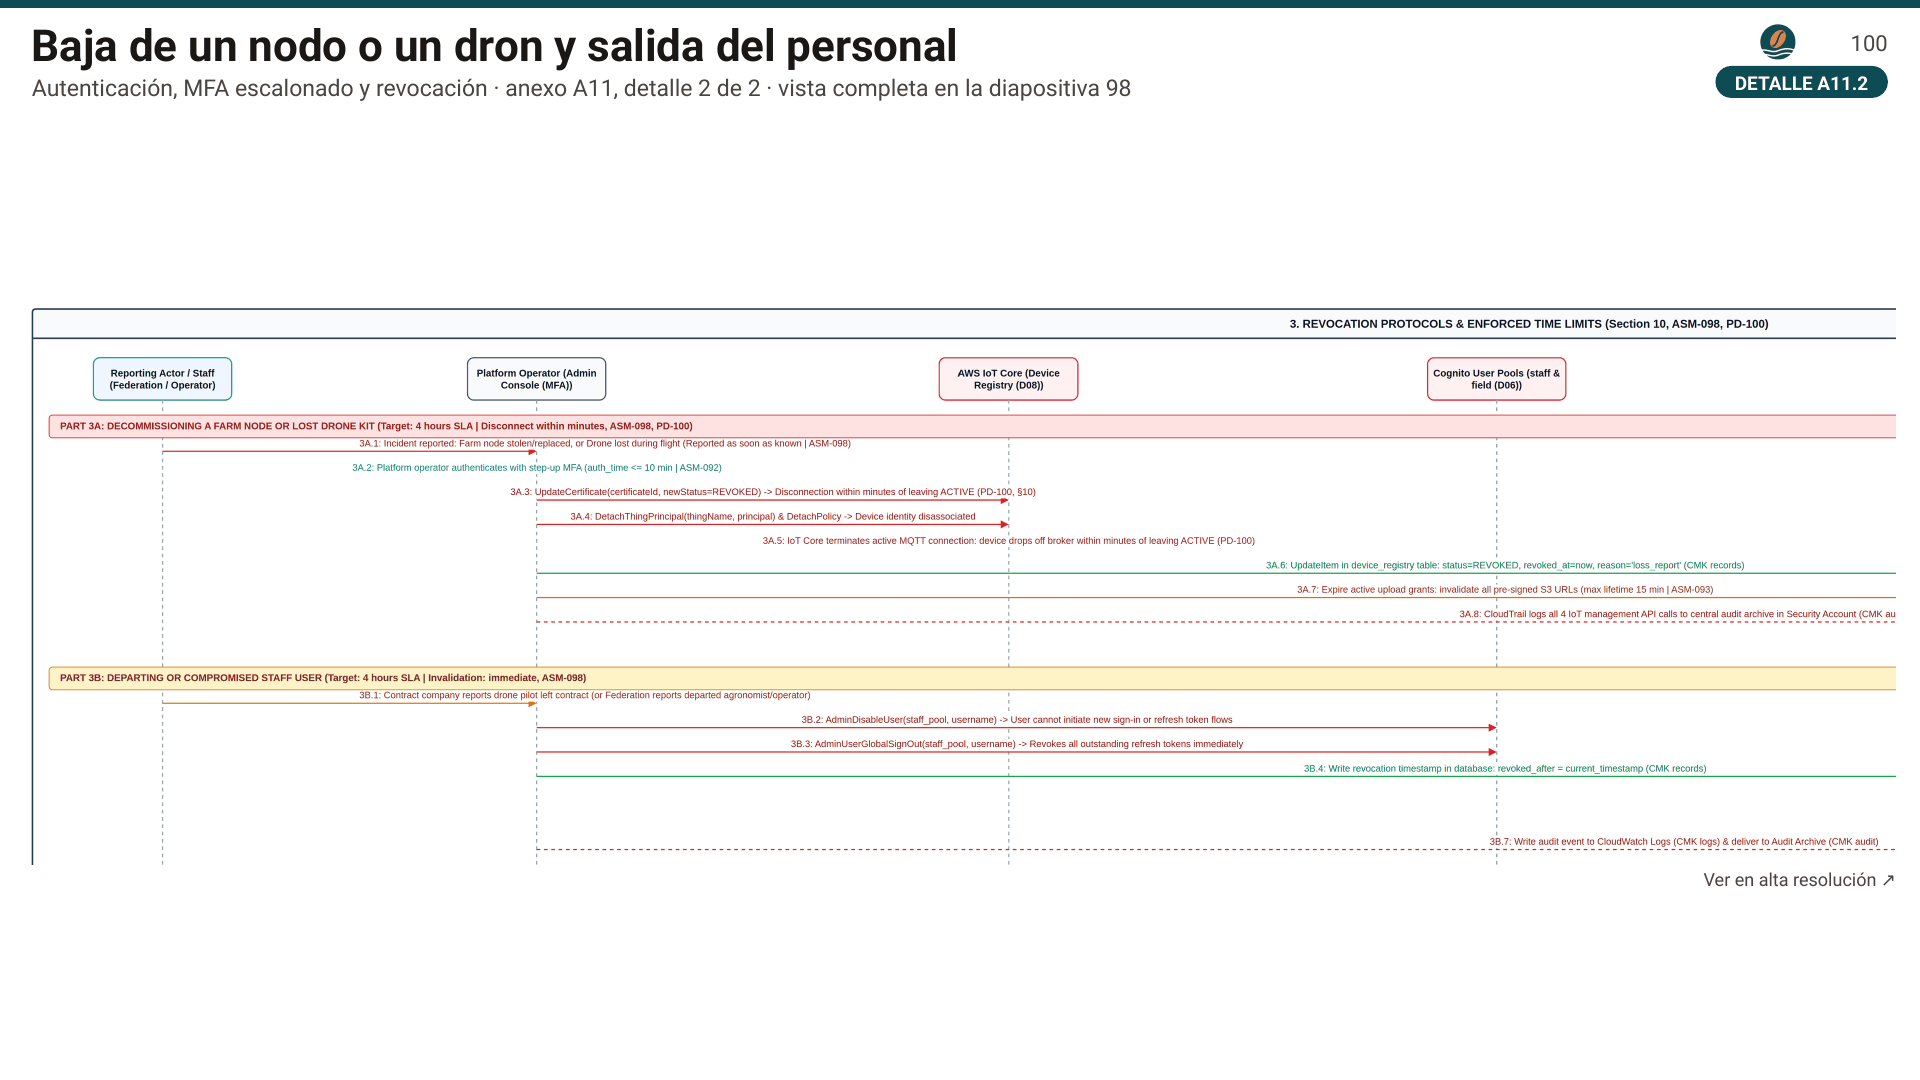 Baja de un nodo o un dron y salida del personal
100
Autenticación, MFA escalonado y revocación · anexo A11, detalle 2 de 2 · vista completa en la diapositiva 98
DETALLE A11.2
3. REVOCATION PROTOCOLS & ENFORCED TIME LIMITS (Section 10, ASM-098, PD-100)
Reporting Actor / Staff
(Federation / Operator)
Platform Operator (Admin
Console (MFA))
AWS IoT Core (Device
Registry (D08))
Cognito User Pools (staff &
field (D06))
PART 3A: DECOMMISSIONING A FARM NODE OR LOST DRONE KIT (Target: 4 hours SLA | Disconnect within minutes, ASM-098, PD-100)
3A.1: Incident reported: Farm node stolen/replaced, or Drone lost during flight (Reported as soon as known | ASM-098)
3A.2: Platform operator authenticates with step-up MFA (auth_time <= 10 min | ASM-092)
3A.3: UpdateCertificate(certificateId, newStatus=REVOKED) -> Disconnection within minutes of leaving ACTIVE (PD-100, §10)
3A.4: DetachThingPrincipal(thingName, principal) & DetachPolicy -> Device identity disassociated
3A.5: IoT Core terminates active MQTT connection: device drops off broker within minutes of leaving ACTIVE (PD-100)
3A.6: UpdateItem in device_registry table: status=REVOKED, revoked_at=now, reason='loss_report' (CMK records)
3A.7: Expire active upload grants: invalidate all pre-signed S3 URLs (max lifetime 15 min | ASM-093)
3A.8: CloudTrail logs all 4 IoT management API calls to central audit archive in Security Account (CMK au
PART 3B: DEPARTING OR COMPROMISED STAFF USER (Target: 4 hours SLA | Invalidation: immediate, ASM-098)
3B.1: Contract company reports drone pilot left contract (or Federation reports departed agronomist/operator)
3B.2: AdminDisableUser(staff_pool, username) -> User cannot initiate new sign-in or refresh token flows
3B.3: AdminUserGlobalSignOut(staff_pool, username) -> Revokes all outstanding refresh tokens immediately
3B.4: Write revocation timestamp in database: revoked_after = current_timestamp (CMK records)
3B.7: Write audit event to CloudWatch Logs (CMK logs) & deliver to Audit Archive (CMK audit)
Ver en alta resolución ↗